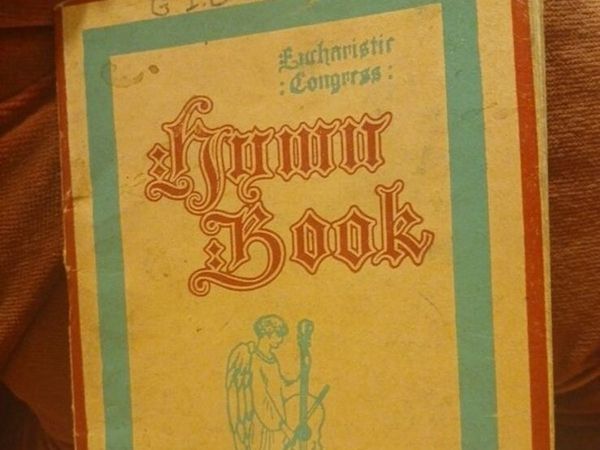 Eucharistic
: Congress :
:Hymn
:Book